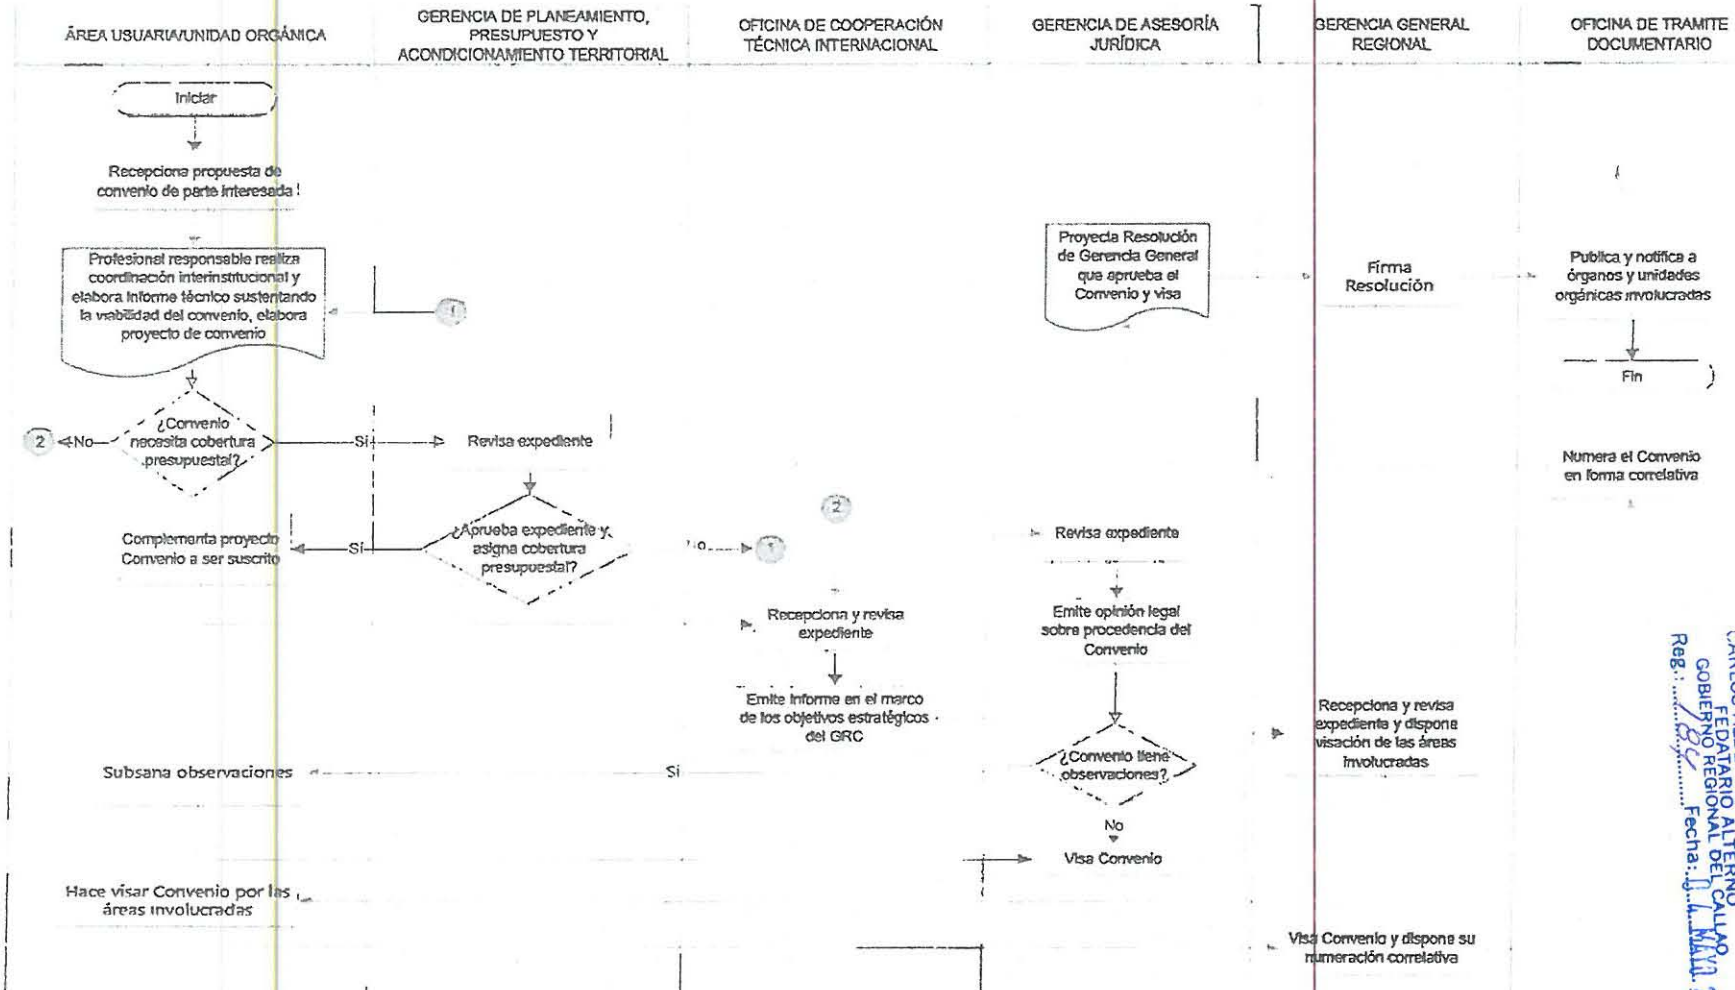 ÁREA USUARIA/UNIDAD ORGÁNICA
GERENCIA DE PLANEAMIENTO,
PRESUPUESTO Y
ACONDICIONAMIENTO TERRITORIAL
OFICINA DE COOPERACIÓN
TÉCNICA INTERNACIONAL
GERENCIA DE ASESORÍA
JURÍDICA
GERENCIA GENERAL
REGIONAL
OFICINA DE TRAMITE
DOCUMENTARIO
Iniciar
Recepciona propuesta de
convenio de parte interesada
Profesional responsable realiza
coordinación interinstitucional y
elabora Informe técnico sustentando
la viabilidad del convenio, elabora
proyecto de convenio
1
Proyecta Resolución
de Gerencia General
que aprueba el
Convenio y visa
Firma
Resolución
Publica y notifica a
órganos y unidades
orgánicas involucradas
Fin
2
No
¿Convenio
necesita cobertura
presupuestal?
Si
Revisa expediente
Numera el Convenio
en forma correlativa
2
Complementa proyecto
Convenio a ser suscrito
Sí
¿Aprueba expediente y
asigna cobertura
presupuestal?
1
Revisa expediente
Recepciona y revisa
expediente
Emite opinión legal
sobre procedencia del
Convenio
Emite informe en el marco
de los objetivos estratégicos
del GRC
Recepciona y revisa
expediente y dispone
visación de las áreas
involucradas
Subsana observaciones
Si
¿Convenio tiene
observaciones?
No
Visa Convenio
Hace visar Convenio por las
áreas involucradas
Visa Convenio y dispone su
numeración correlativa
FEDATARIO ALTERNO
GOBIERNO REGIONAL DEL CALLAO
Reg.: 184 Fecha: 04 MAYO